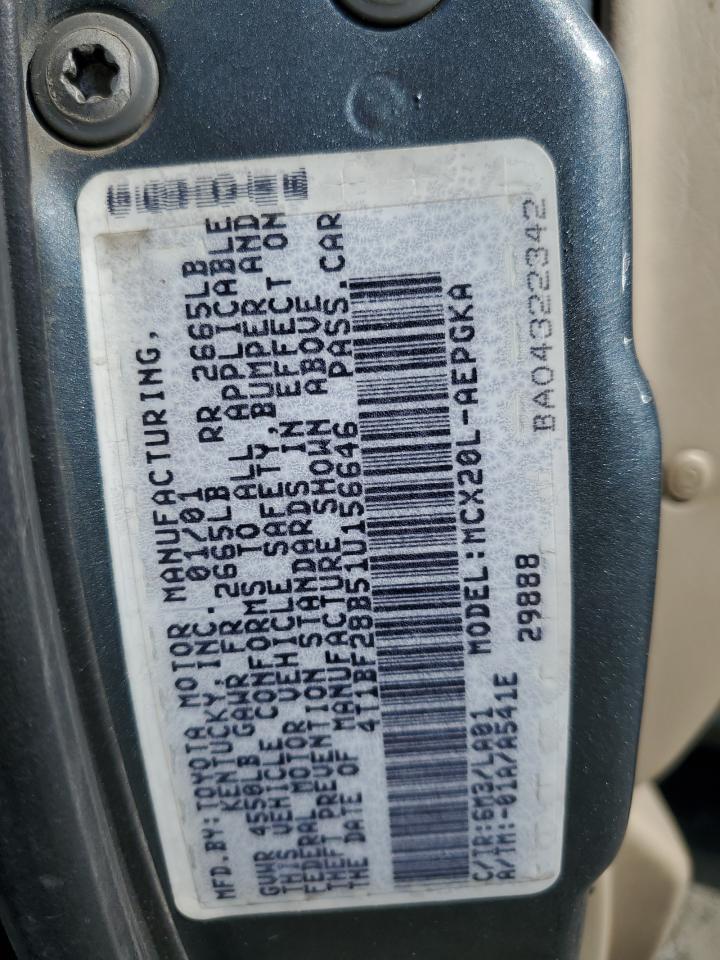 MFD. BY: TOYOTA MOTOR MANUFACTURING,
KENTUCKY, INC. 01/01
GVWR 4550LB GAWR FR 2665LB RR 2665LB
THIS VEHICLE CONFORMS TO ALL APPLICABLE
FEDERAL MOTOR VEHICLE SAFETY, BUMPER AND
THEFT PREVENTION STANDARDS IN EFFECT ON
THE DATE OF MANUFACTURE SHOWN ABOVE
4T1BF28B51U156646 PASS. CAR
MODEL: MCX20L-AEPGKA
C/TR: 6M3/LA01
A/TM: -01A/A541E 29888
BA04322342